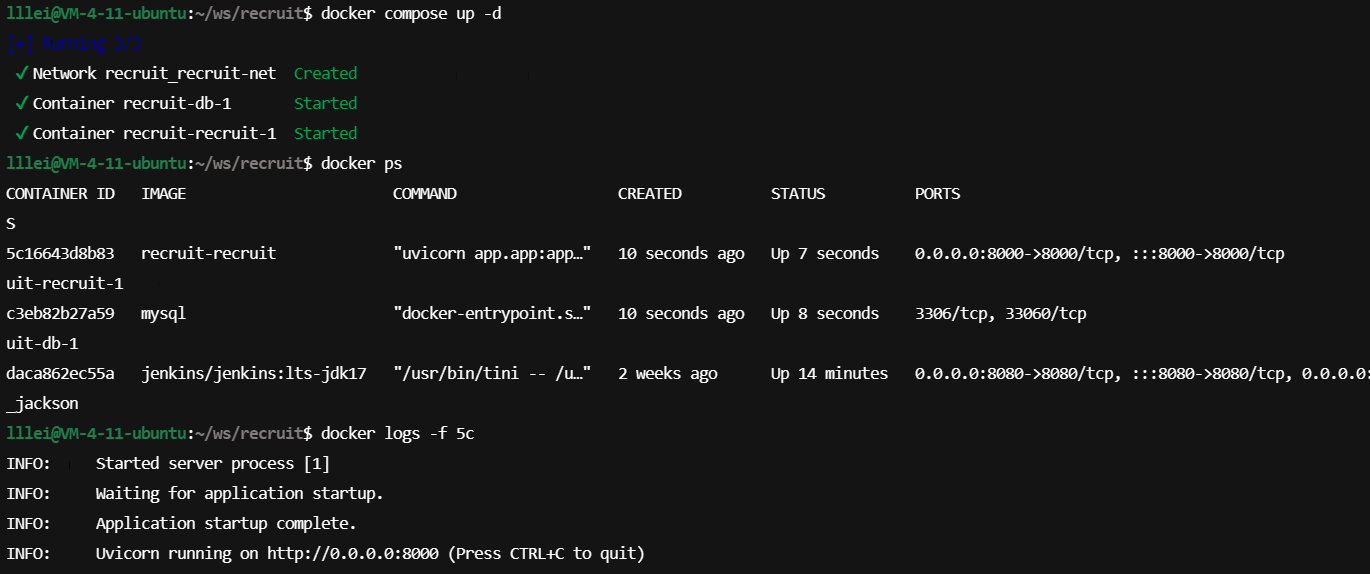 lllei@VM-4-11-ubuntu:~/ws/recruit$ docker compose up -d
[+] Running 3/3
✓ Network recruit_recruit-net Created
✓ Container recruit-db-1 Started
✓ Container recruit-recruit-1 Started
lllei@VM-4-11-ubuntu:~/ws/recruit$ docker ps
CONTAINER ID IMAGE COMMAND CREATED STATUS PORTS
S
5c16643d8b83 recruit-recruit "uvicorn app.app:app…" 10 seconds ago Up 7 seconds 0.0.0.0:8000->8000/tcp, :::8000->8000/tcp
uit-recruit-1
c3eb82b27a59 mysql "docker-entrypoint.s…" 10 seconds ago Up 8 seconds 3306/tcp, 33060/tcp
uit-db-1
daca862ec55a jenkins/jenkins:lts-jdk17 "/usr/bin/tini -- /u…" 2 weeks ago Up 14 minutes 0.0.0.0:8080->8080/tcp, :::8080->8080/tcp, 0.0.0.0:
_jackson
lllei@VM-4-11-ubuntu:~/ws/recruit$ docker logs -f 5c
INFO: Started server process [1]
INFO: Waiting for application startup.
INFO: Application startup complete.
INFO: Uvicorn running on http://0.0.0.0:8000 (Press CTRL+C to quit)